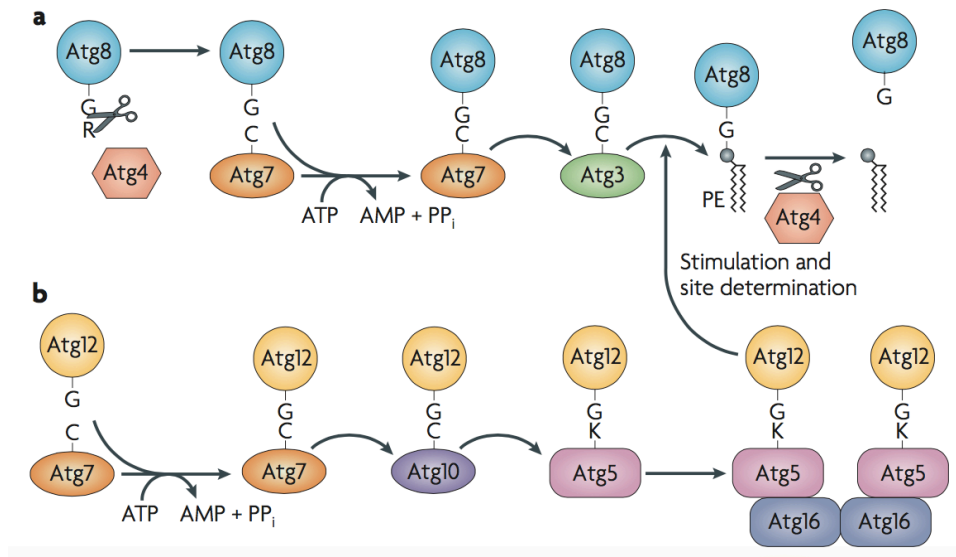 a
Atg8
G
R
Atg4
Atg8
G
C
Atg7
ATP AMP + PPi
Atg8
G
C
Atg7
Atg8
G
C
Atg3
Atg8
G
PE
Atg4
Atg8
G
Stimulation and
site determination
b
Atg12
G
C
Atg7
ATP AMP + PPi
Atg12
G
C
Atg7
Atg12
G
C
Atg10
Atg12
G
K
Atg5
Atg12
G
K
Atg5
Atg16
Atg12
G
K
Atg5
Atg16